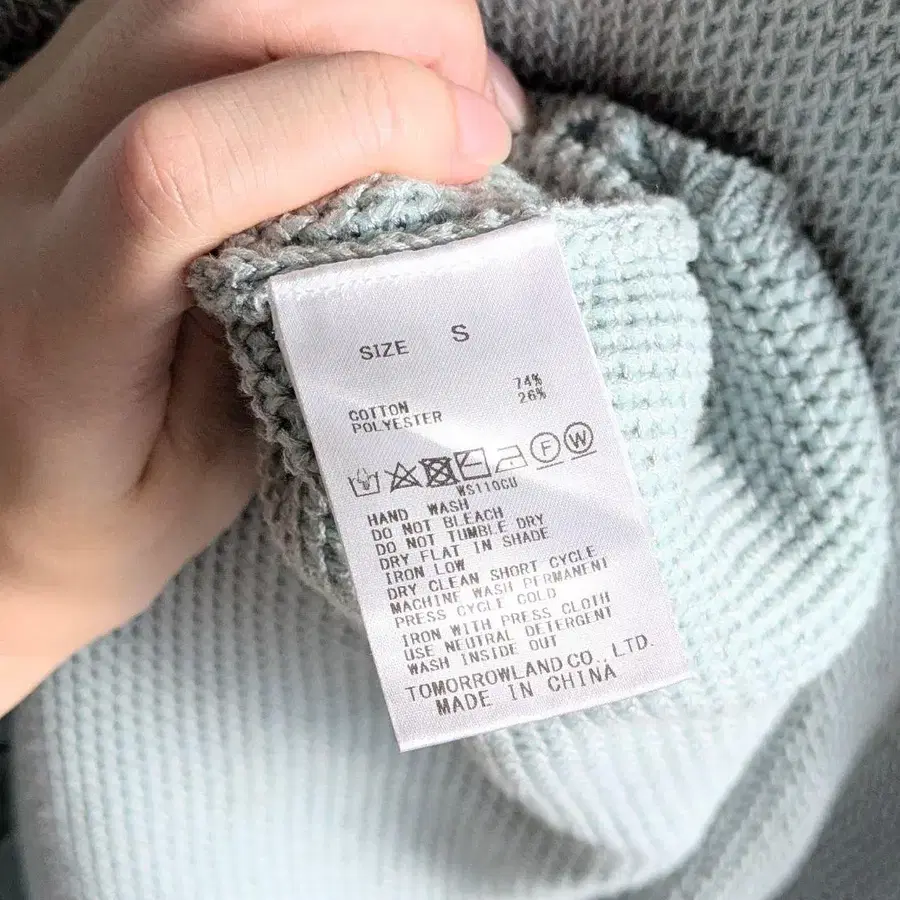 SIZE S
COTTON 74%
POLYESTER 26%
F W
WS110CU
HAND WASH
DO NOT BLEACH
DO NOT TUMBLE DRY
DRY FLAT IN SHADE
IRON LOW
DRY CLEAN SHORT CYCLE
MACHINE WASH PERMANENT
PRESS CYCLE COLD
IRON WITH PRESS CLOTH
USE NEUTRAL DETERGENT
WASH INSIDE OUT
TOMORROWLAND CO., LTD.
MADE IN CHINA